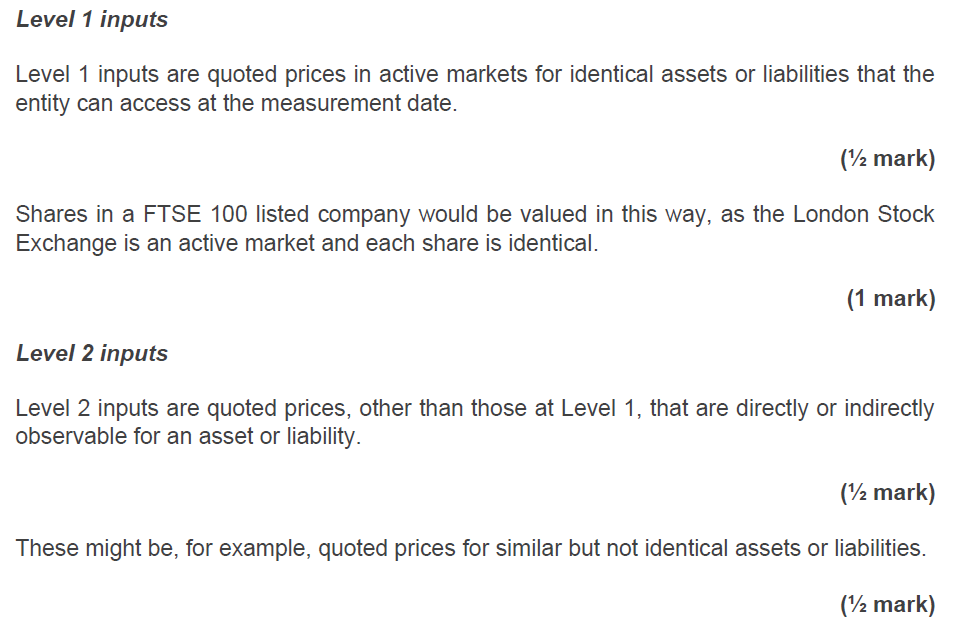 Level 1 inputs
Level 1 inputs are quoted prices in active markets for identical assets or liabilities that the
entity can access at the measurement date.
(½ mark)
Shares in a FTSE 100 listed company would be valued in this way, as the London Stock
Exchange is an active market and each share is identical.
(1 mark)
Level 2 inputs
Level 2 inputs are quoted prices, other than those at Level 1, that are directly or indirectly
observable for an asset or liability.
(½ mark)
These might be, for example, quoted prices for similar but not identical assets or liabilities.
(½ mark)